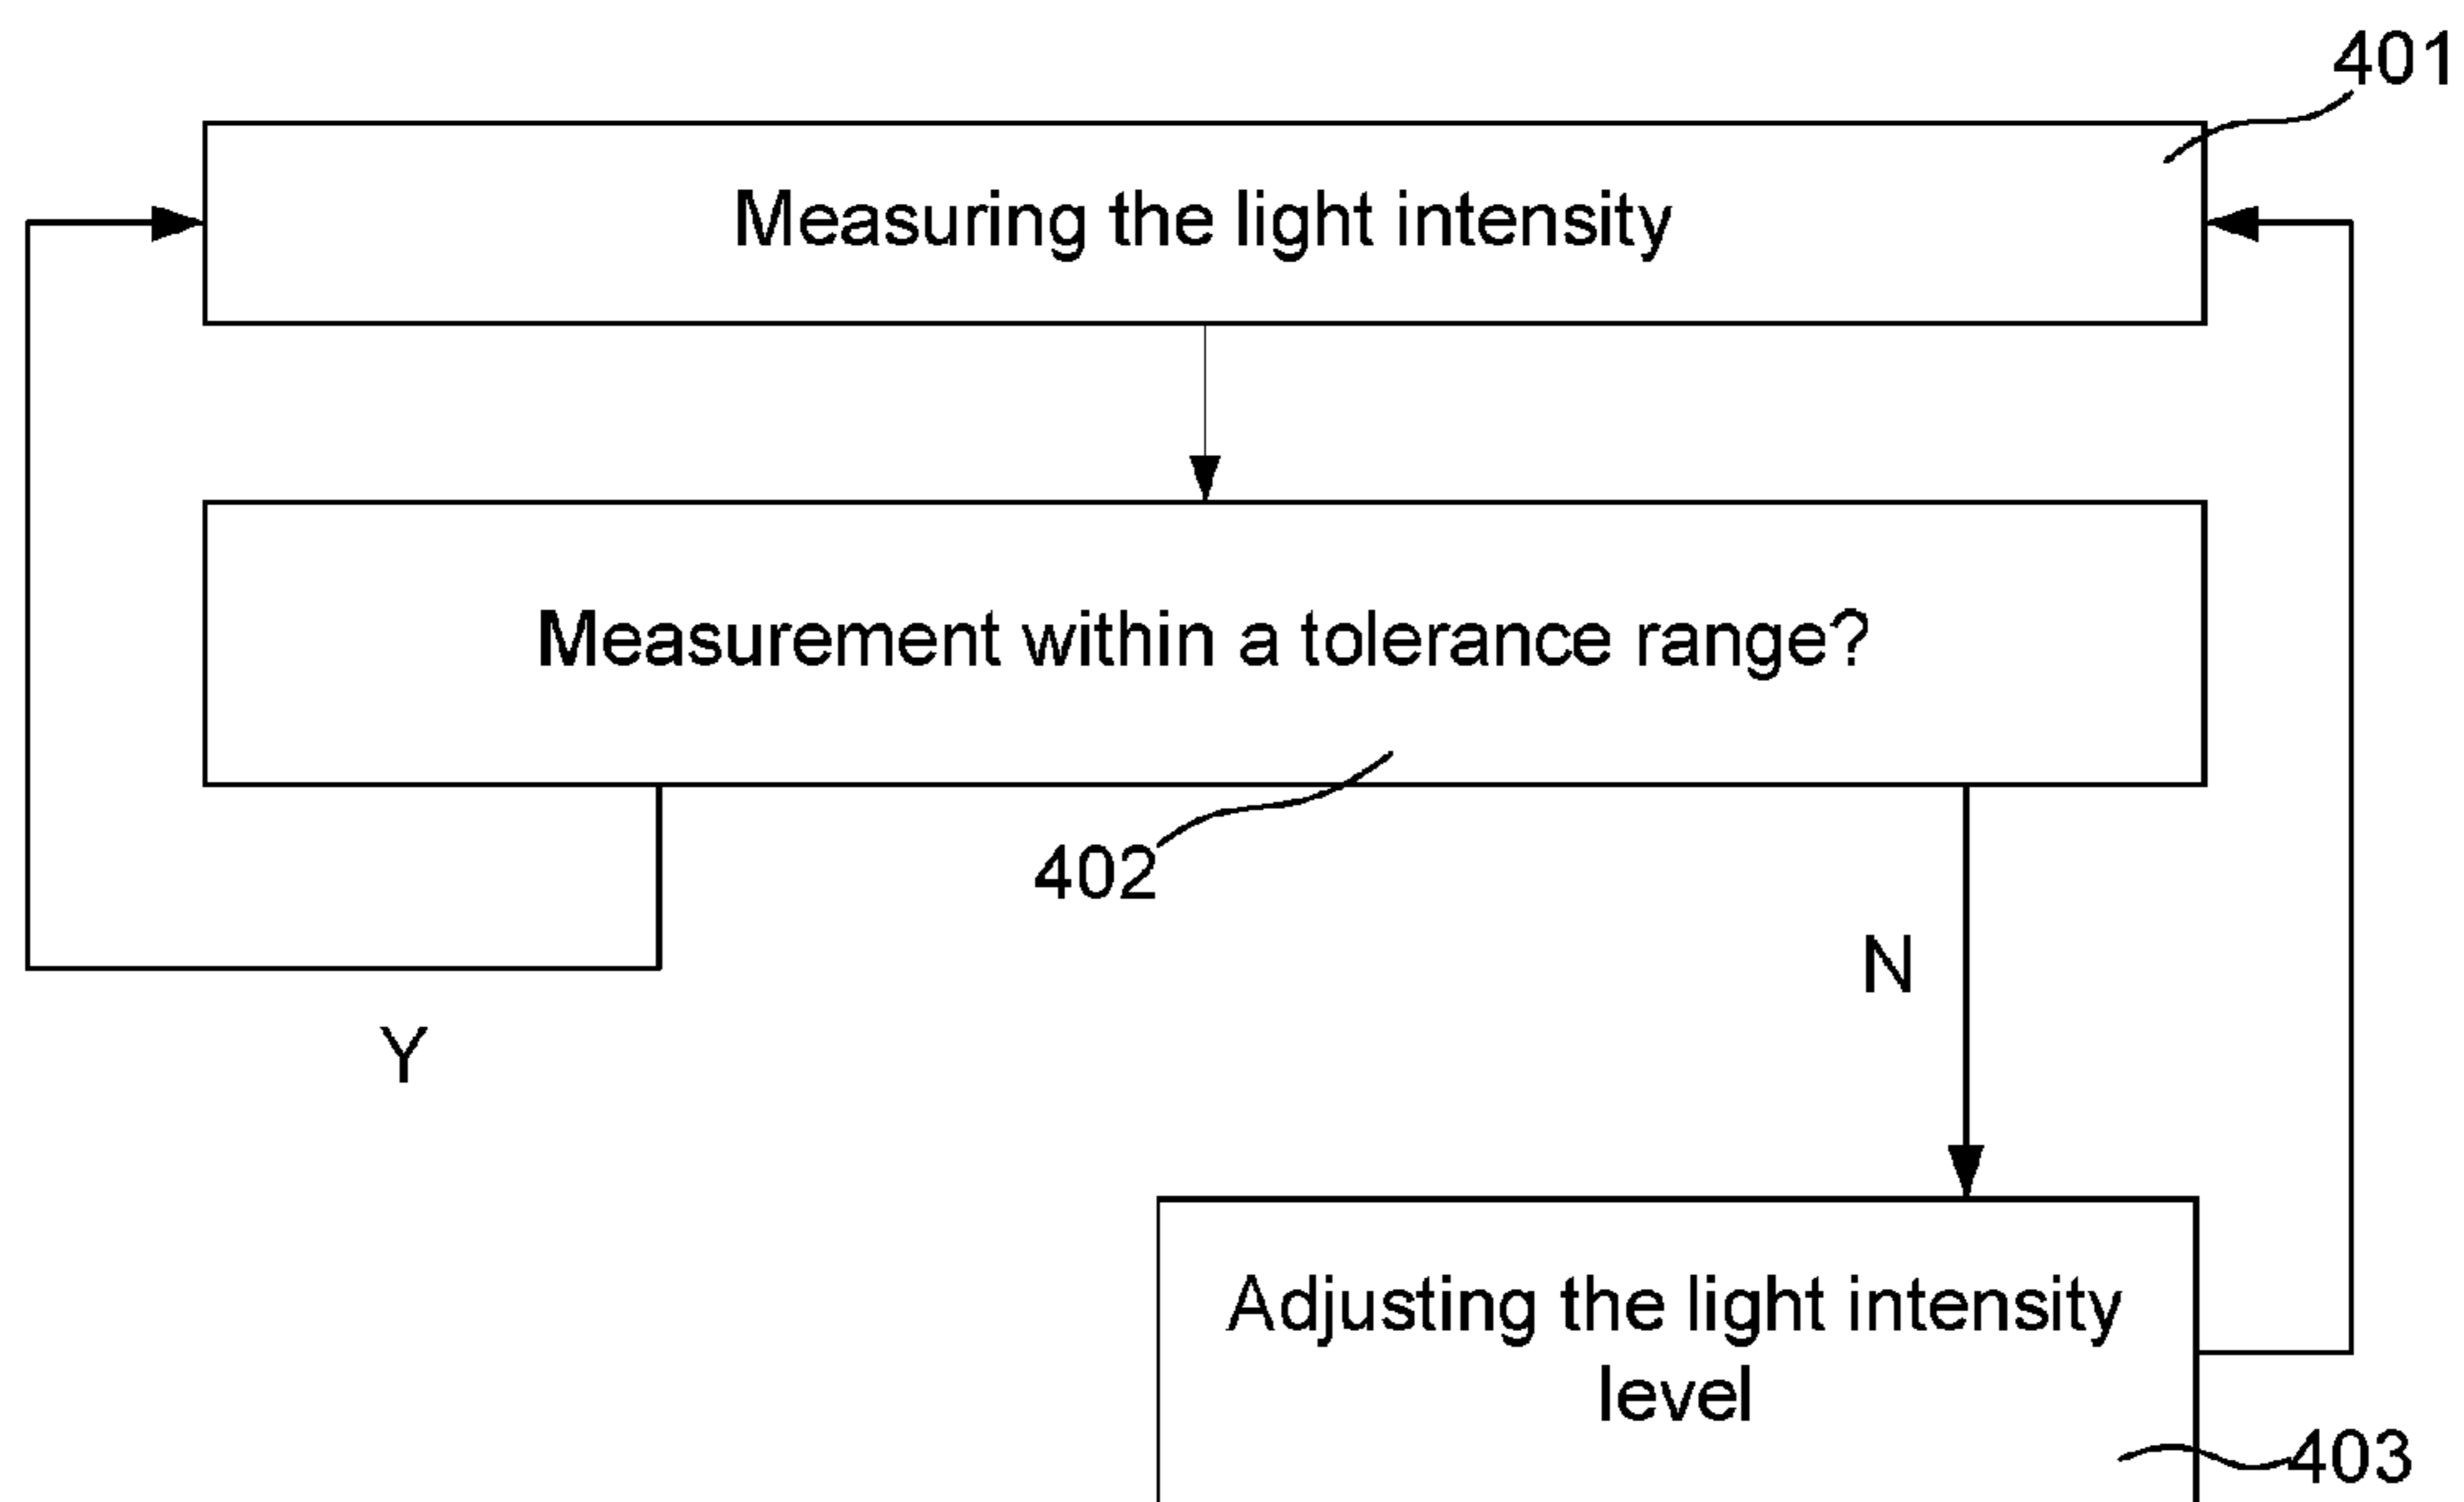 401
Measuring the light intensity
Measurement within a tolerance range?
402
N
Y
Adjusting the light intensity
level
403